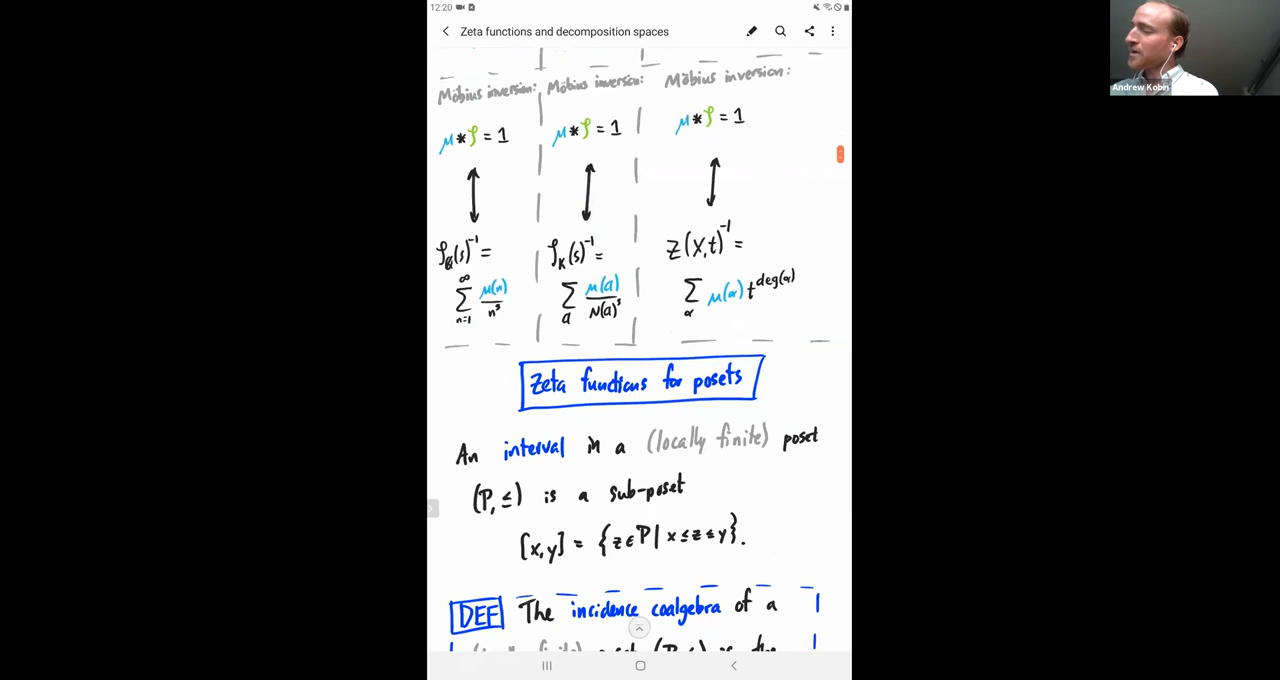 12:20
Zeta functions and decomposition spaces
Möbius inversion: Möbius inversion: Möbius inversion:
μ*ζ = 1 μ*ζ = 1 μ*ζ = 1
ζ_Q(s)⁻¹ = ζ_K(s)⁻¹ = Z(X,t)⁻¹ =
∑_{n=1}^{∞} μ(n)/n^s ∑_a μ(a)/N(a)^s ∑_α μ(α) t^{deg(α)}
Zeta functions for posets
An interval in a (locally finite) poset
(P, ≤) is a sub-poset
[x,y] = {z ∈ P | x ≤ z ≤ y}.
DEF The incidence coalgebra of a
Andrew Kobin